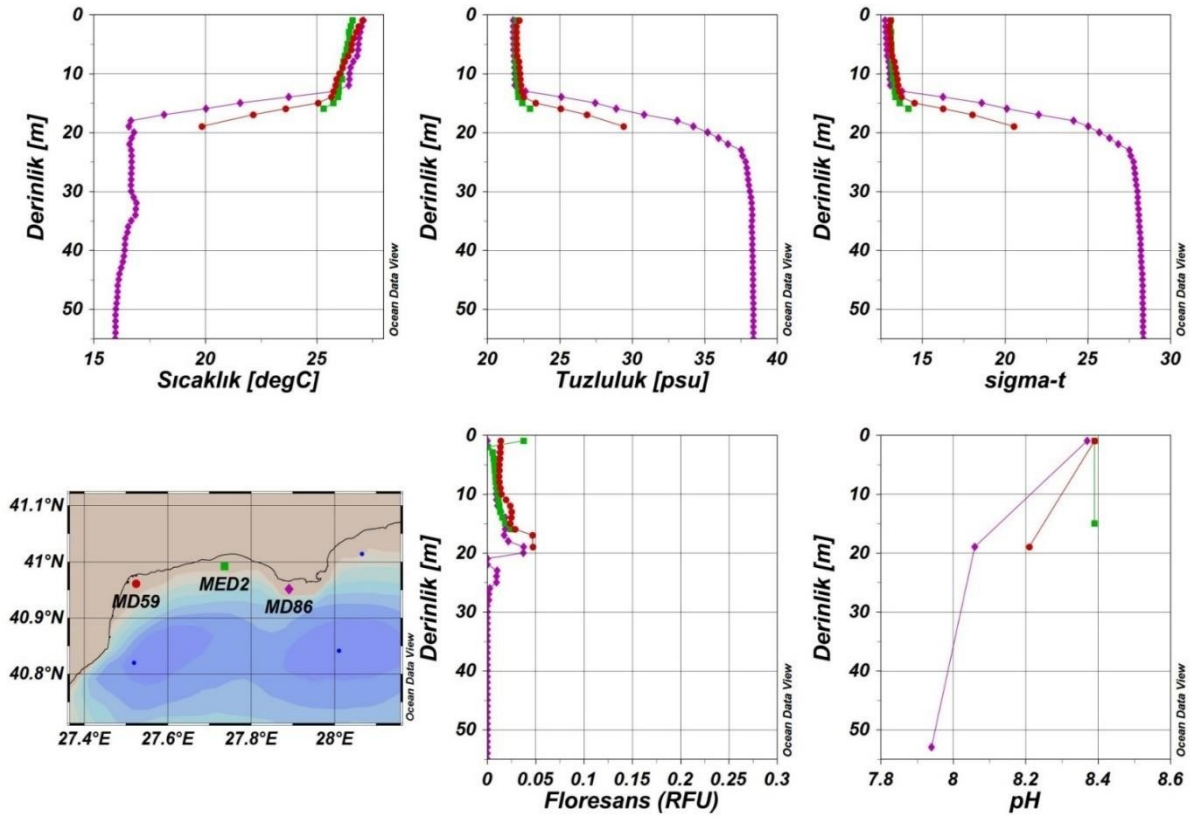 0
10
20
30
40
50
Derinlik [m]
15
20
25
Sıcaklık [degC]
Ocean Data View
0
10
20
30
40
50
Derinlik [m]
20
25
30
35
40
Tuzluluk [psu]
Ocean Data View
0
10
20
30
40
50
Derinlik [m]
15
20
25
30
sigma-t
Ocean Data View
41.1°N
41°N
40.9°N
40.8°N
MD59
MED2
MD86
27.4°E
27.6°E
27.8°E
28°E
Ocean Data View
0
10
20
30
40
50
Derinlik [m]
0
0.05
0.1
0.15
0.2
0.25
0.3
Floresans (RFU)
Ocean Data View
0
10
20
30
40
50
Derinlik [m]
7.8
8
8.2
8.4
8.6
pH
Ocean Data View